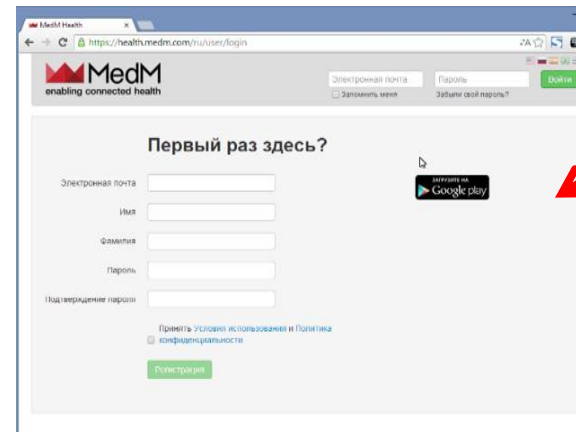 MedM Health
https://health.medm.com/ru/user/login
MedM
enabling connected health
Электронная почта
Пароль
Войти
Запомнить меня
Забыли свой пароль?
Первый раз здесь?
Электронная почта
ЗАГРУЗИТЕ НА
Google play
Имя
Фамилия
Пароль
Подтверждение пароля
Принять Условия использования и Политика
конфиденциальности
Регистрация